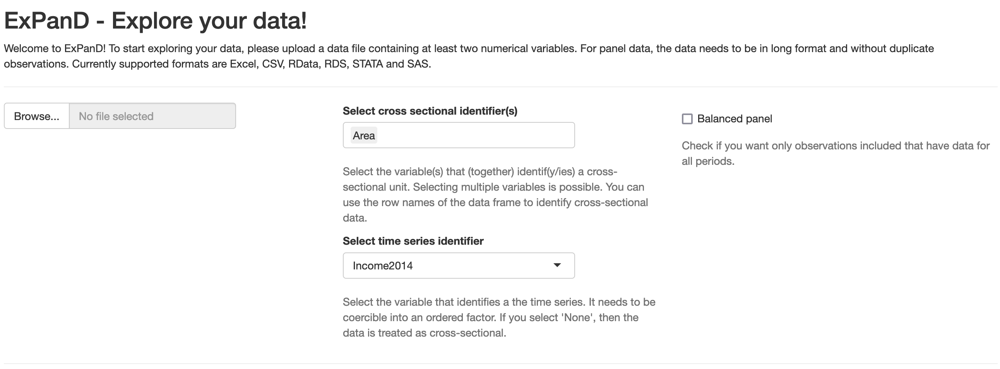 ExPanD - Explore your data!
Welcome to ExPanD! To start exploring your data, please upload a data file containing at least two numerical variables. For panel data, the data needs to be in long format and without duplicate
observations. Currently supported formats are Excel, CSV, RData, RDS, STATA and SAS.
Browse... No file selected
Select cross sectional identifier(s)
Area
Select the variable(s) that (together) identif(y/ies) a cross-
sectional unit. Selecting multiple variables is possible. You can
use the row names of the data frame to identify cross-sectional
data.
Select time series identifier
Income2014
Select the variable that identifies a the time series. It needs to be
coercible into an ordered factor. If you select 'None', then the
data is treated as cross-sectional.
Balanced panel
Check if you want only observations included that have data for
all periods.